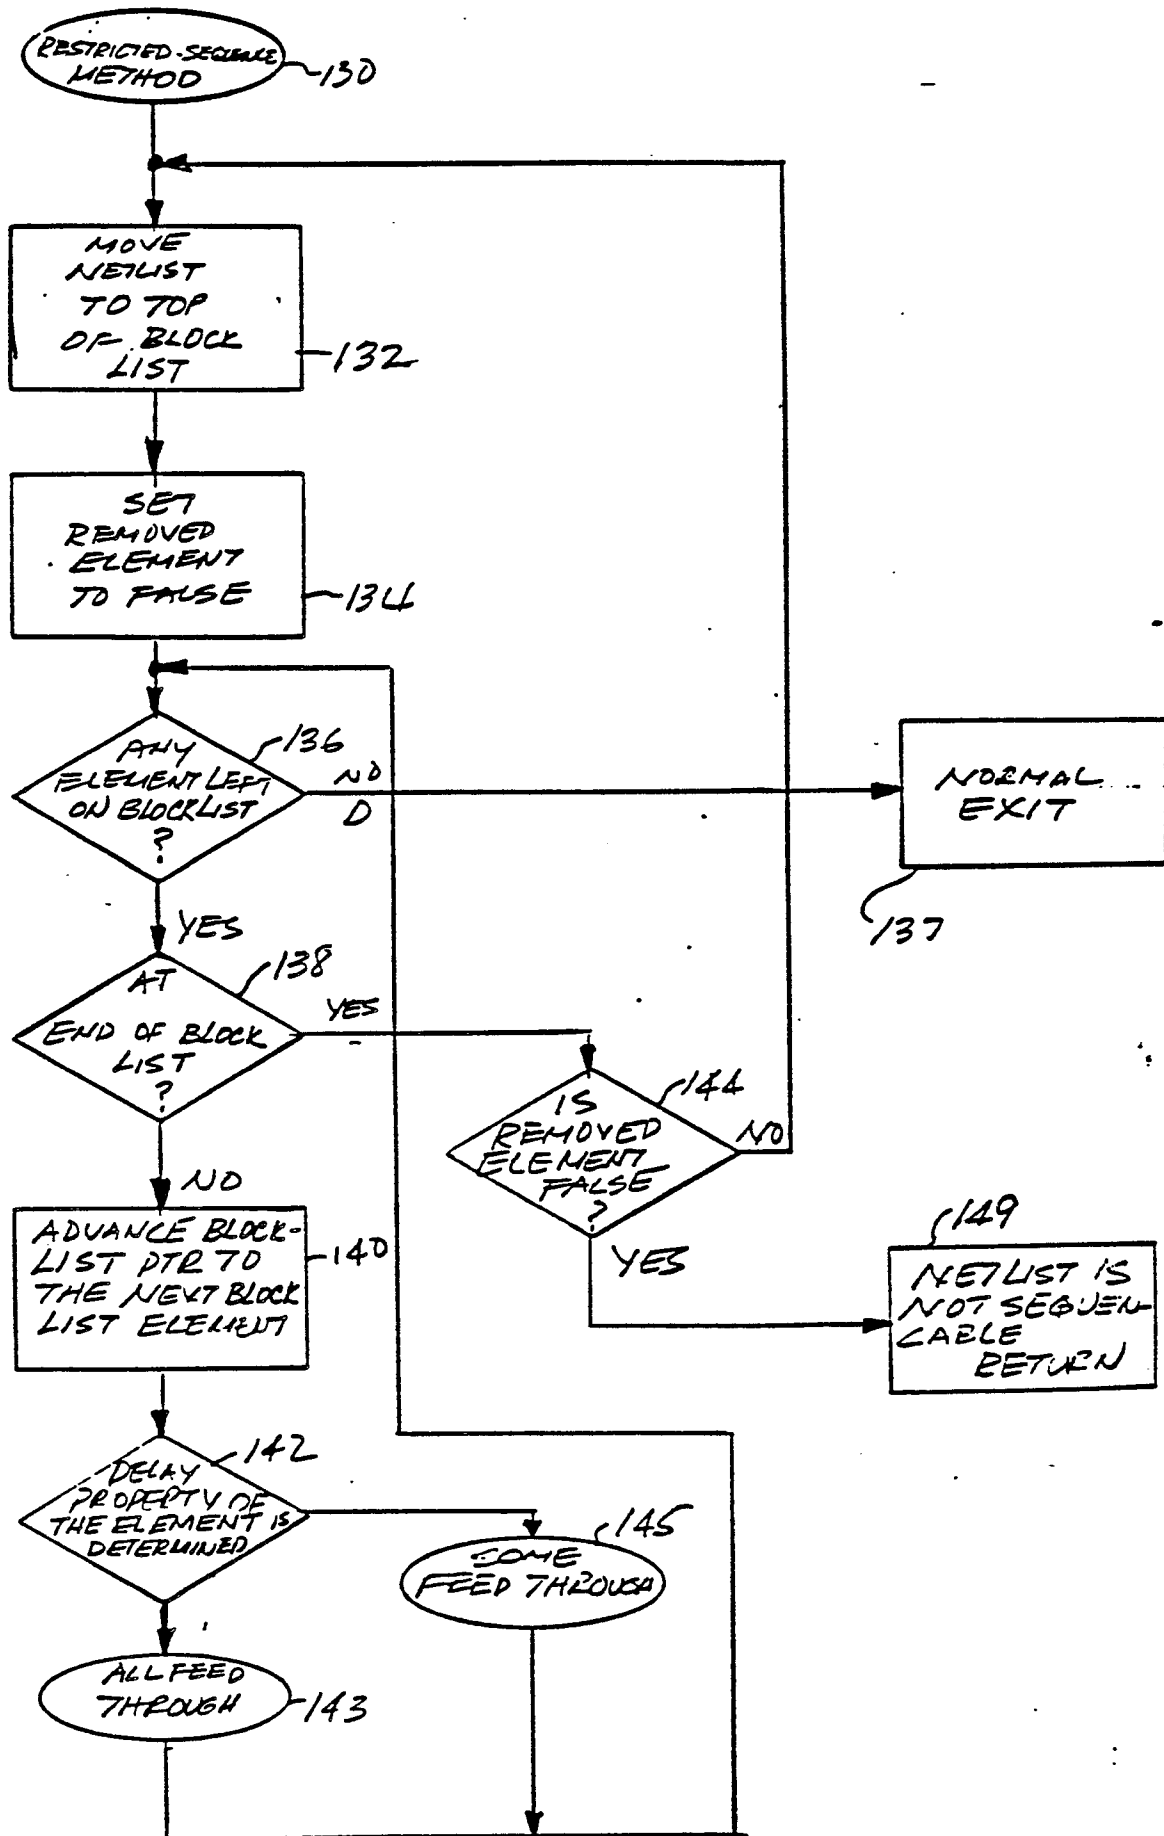 RESTRICTED-SEQUENCE
METHOD
130
MOVE
NETLIST
TO TOP
OF BLOCK
LIST
132
SET
REMOVED
ELEMENT
TO FALSE
134
ANY
ELEMENT LEFT
ON BLOCKLIST
?
136
NO
D
NORMAL
EXIT
137
YES
AT
END OF BLOCK
LIST
?
138
YES
IS
REMOVED
ELEMENT
FALSE
?
144
NO
NO
YES
ADVANCE BLOCK-
LIST PTR TO
THE NEXT BLOCK
LIST ELEMENT
140
149
NETLIST IS
NOT SEQUEN-
CABLE
RETURN
DELAY
PROPERTY OF
THE ELEMENT IS
DETERMINED
142
SOME
FEED THROUGH
145
ALL FEED
THROUGH
143